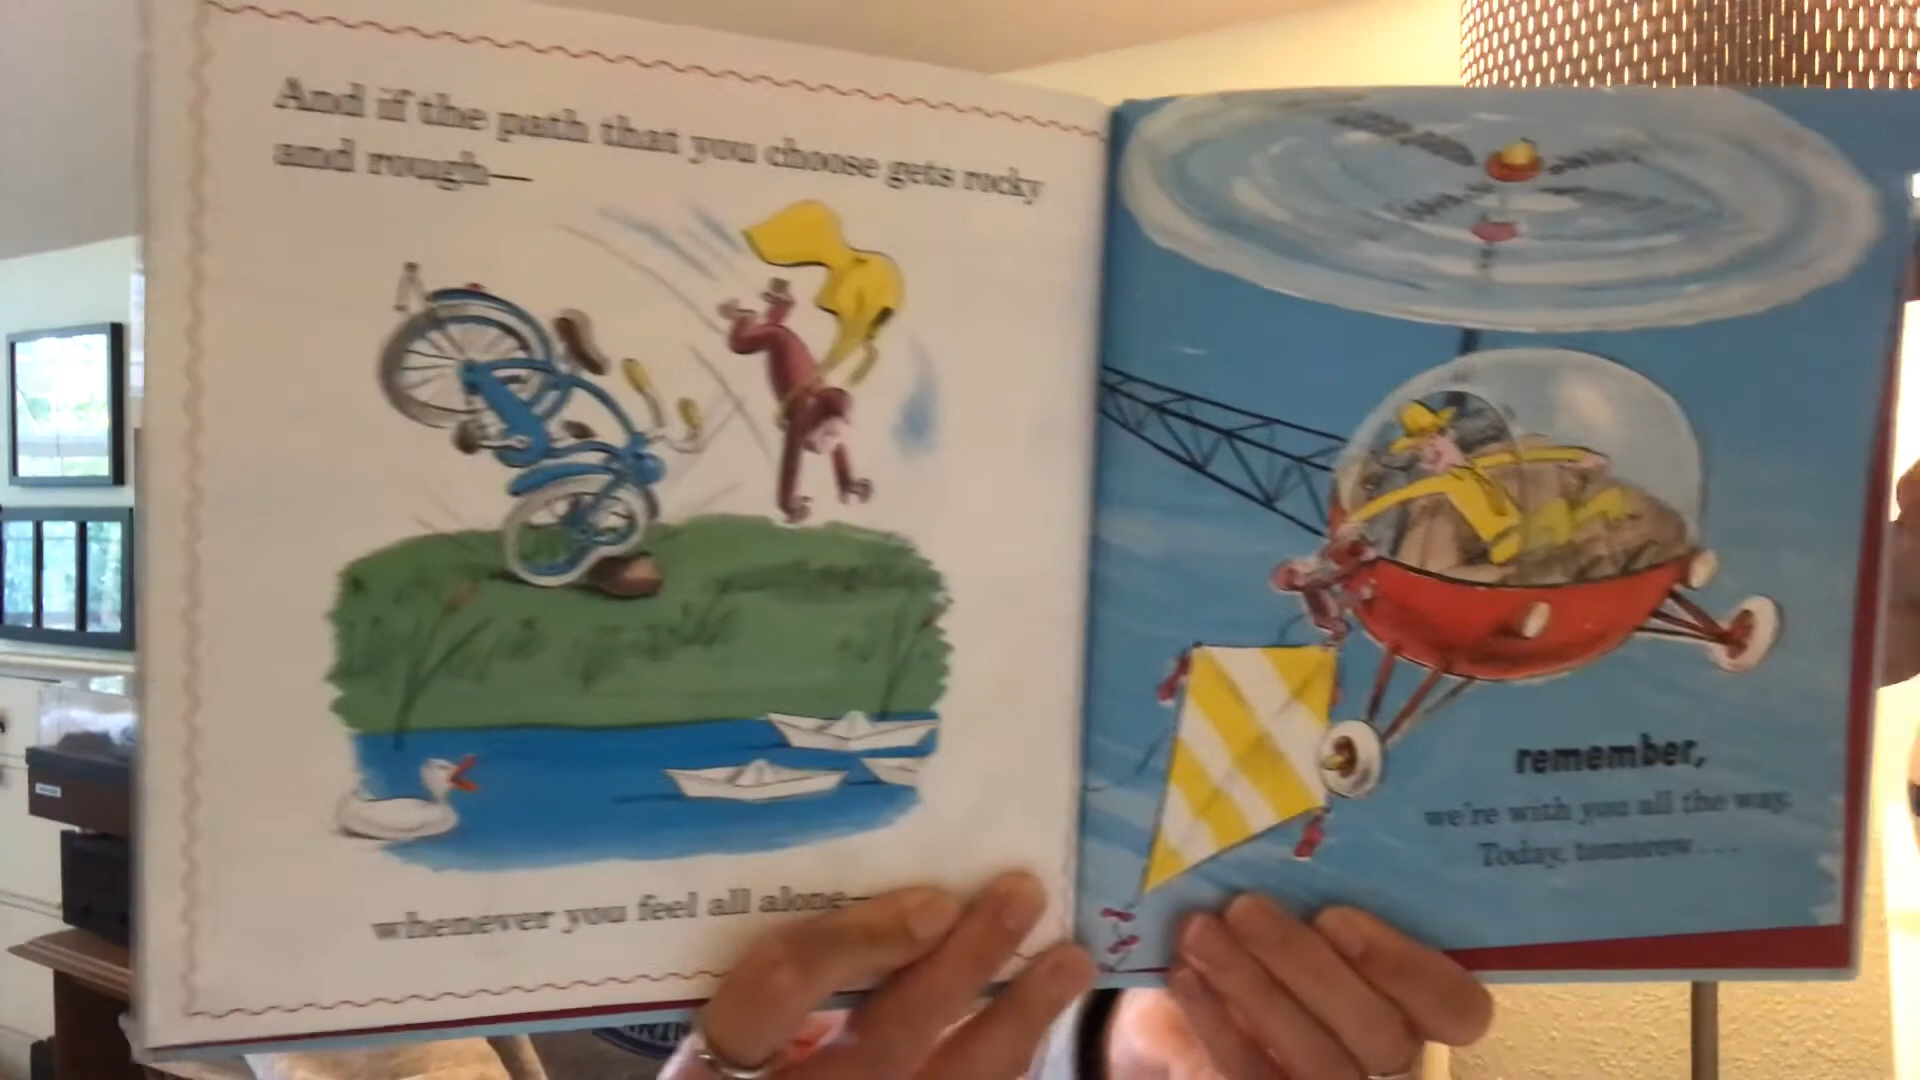 And if the path that you choose gets rocky
and rough—
whenever you feel all alone—
remember,
we're with you all the way.
Today, tomorow . . .